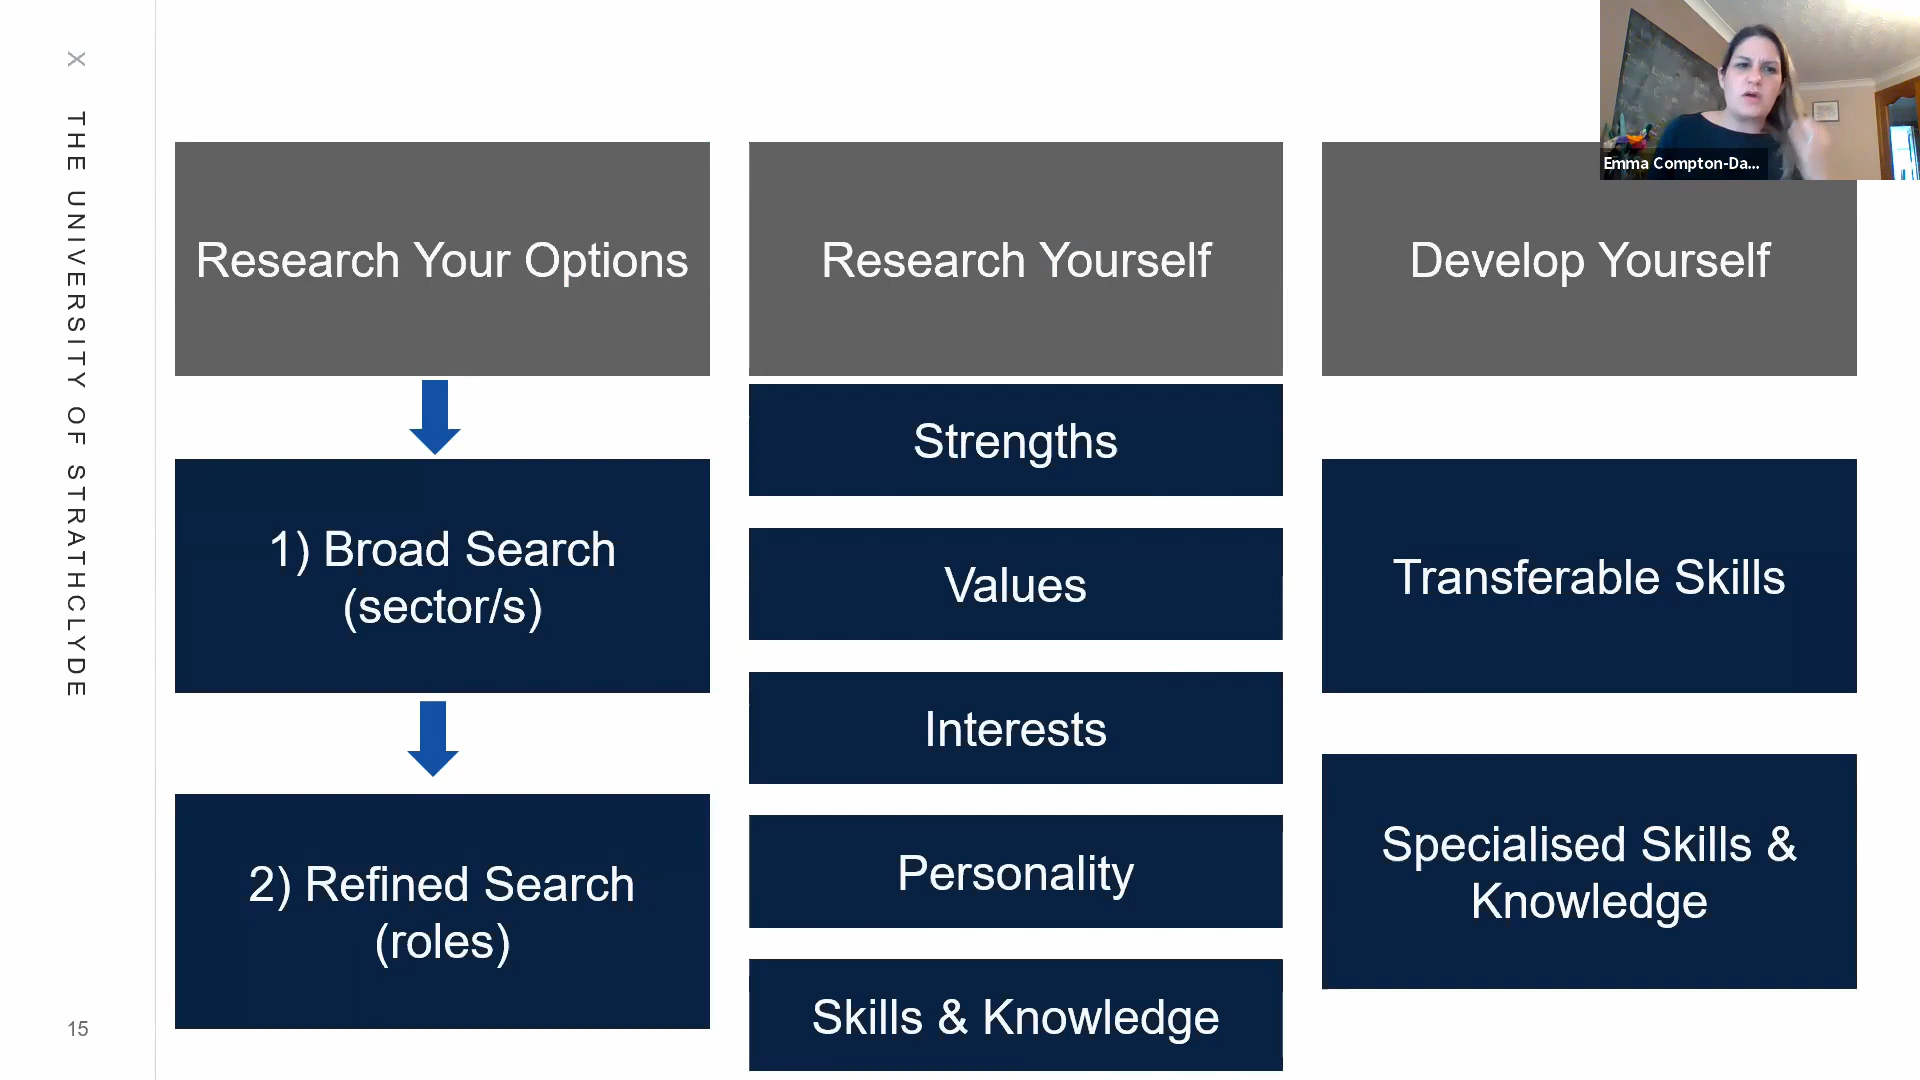 X
THE UNIVERSITY OF STRATHCLYDE
15
Research Your Options
1) Broad Search
(sector/s)
2) Refined Search
(roles)
Research Yourself
Strengths
Values
Interests
Personality
Skills & Knowledge
Develop Yourself
Transferable Skills
Specialised Skills &
Knowledge
Emma Compton-Da...